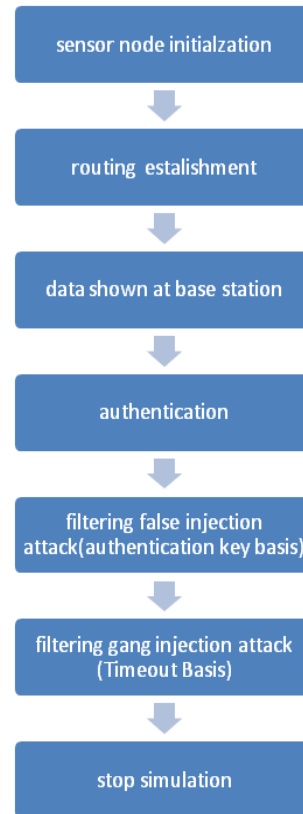 sensor node initialzation
routing estalishment
data shown at base station
authentication
filtering false injection
attack(authentication key basis)
filtering gang injection attack
(Timeout Basis)
stop simulation